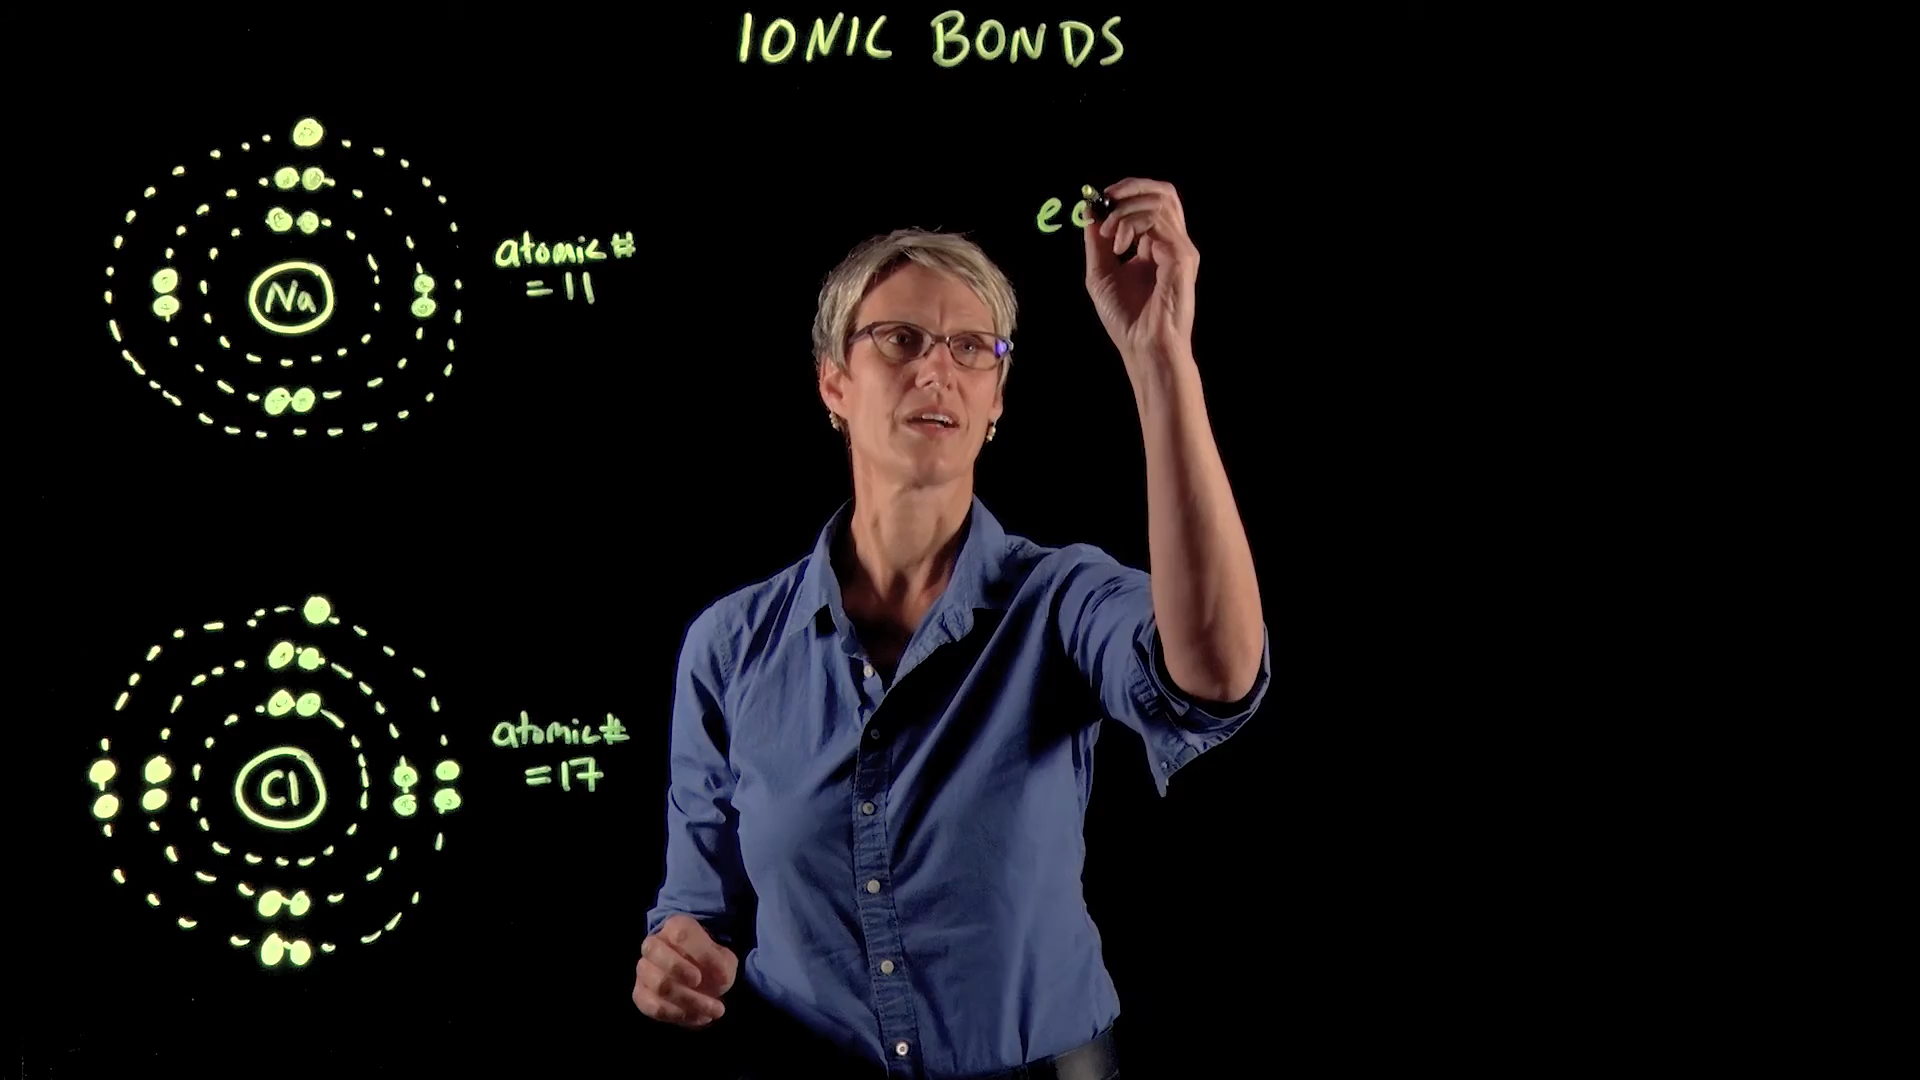 IONIC BONDS
Na
atomic #
= 11
Cl
atomic #
= 17